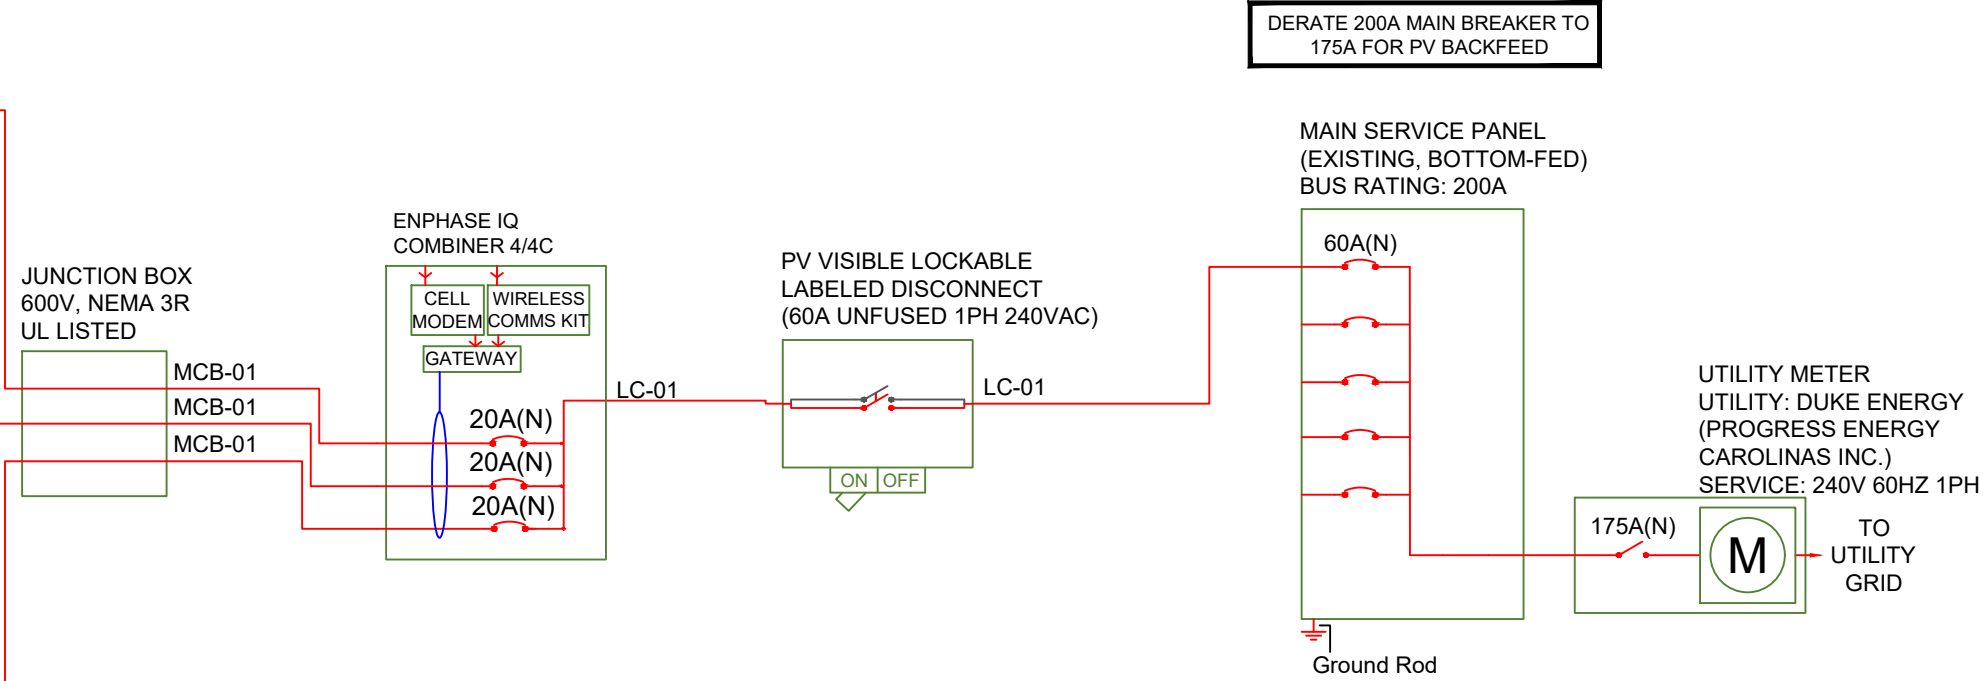 DERATE 200A MAIN BREAKER TO
175A FOR PV BACKFEED
JUNCTION BOX
600V, NEMA 3R
UL LISTED
MCB-01
MCB-01
MCB-01
ENPHASE IQ
COMBINER 4/4C
CELL
MODEM
WIRELESS
COMMS KIT
GATEWAY
20A(N)
20A(N)
20A(N)
LC-01
PV VISIBLE LOCKABLE
LABELED DISCONNECT
(60A UNFUSED 1PH 240VAC)
ON
OFF
LC-01
MAIN SERVICE PANEL
(EXISTING, BOTTOM-FED)
BUS RATING: 200A
60A(N)
Ground Rod
UTILITY METER
UTILITY: DUKE ENERGY
(PROGRESS ENERGY
CAROLINAS INC.)
SERVICE: 240V 60HZ 1PH
175A(N)
M
TO
UTILITY
GRID